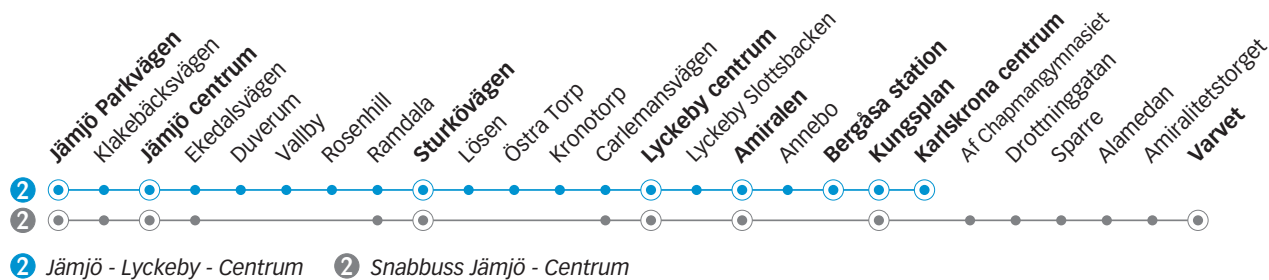 Jämjö Parkvägen
Klakebäcksvägen
Jämjö centrum
Ekedalsvägen
Duverum
Vallby
Rosenhill
Ramdala
Sturkövägen
Lösen
Östra Torp
Kronotorp
Carlemansvägen
Lyckeby centrum
Lyckeby Slottsbacken
Amiralen
Annebo
Bergåsa station
Kungsplan
Karlskrona centrum
Af Chapmangymnasiet
Drottninggatan
Sparre
Alamedan
Amiralitetstorget
Varvet
2
2
2 Jämjö - Lyckeby - Centrum 2 Snabbuss Jämjö - Centrum